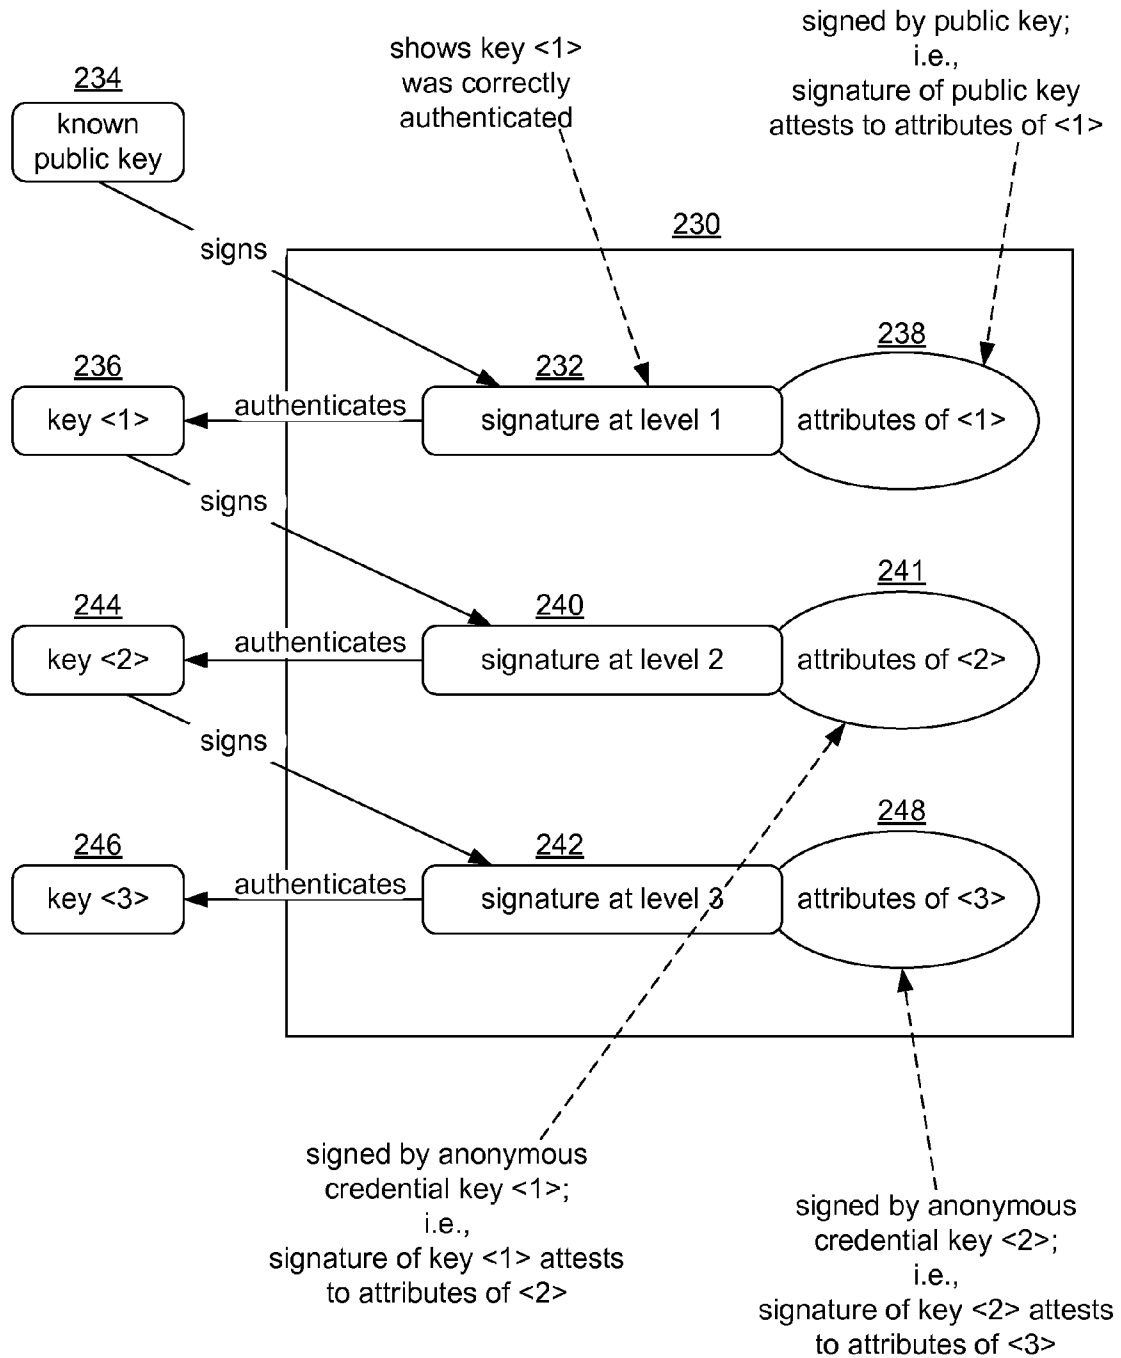 signed by public key;
i.e.,
signature of public key
attests to attributes of <1>
shows key <1>
was correctly
authenticated
234
known
public key
230
signs
238
236
232
key <1>
authenticates
signature at level 1
attributes of <1>
signs
241
244
240
key <2>
authenticates
signature at level 2
attributes of <2>
signs
248
246
242
key <3>
authenticates
signature at level 3
attributes of <3>
signed by anonymous
credential key <1>;
i.e.,
signature of key <1> attests
to attributes of <2>
signed by anonymous
credential key <2>;
i.e.,
signature of key <2> attests
to attributes of <3>